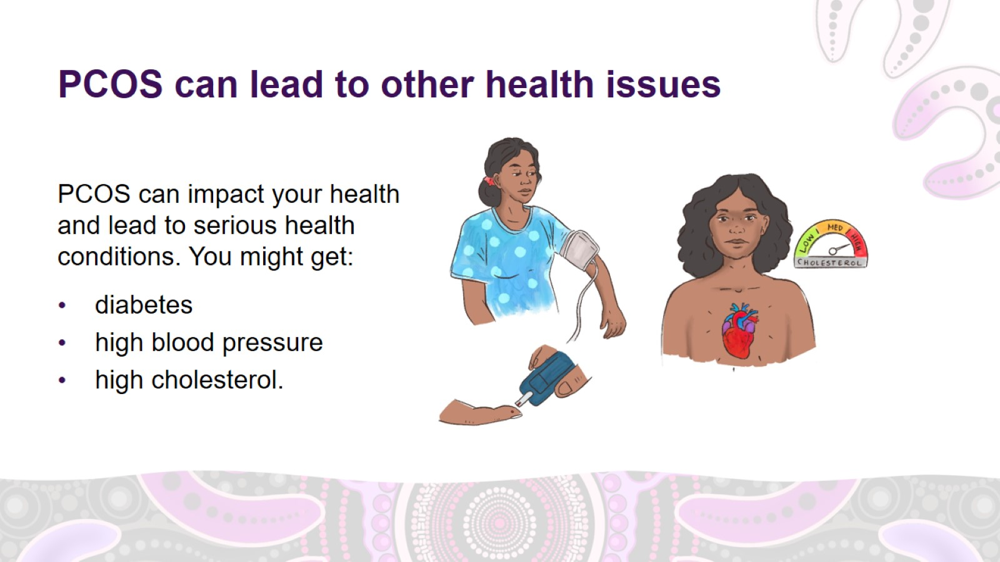 PCOS can lead to other health issues
PCOS can impact your health
and lead to serious health
conditions. You might get:
• diabetes
• high blood pressure
• high cholesterol.
LOW MED HIGH
CHOLESTEROL